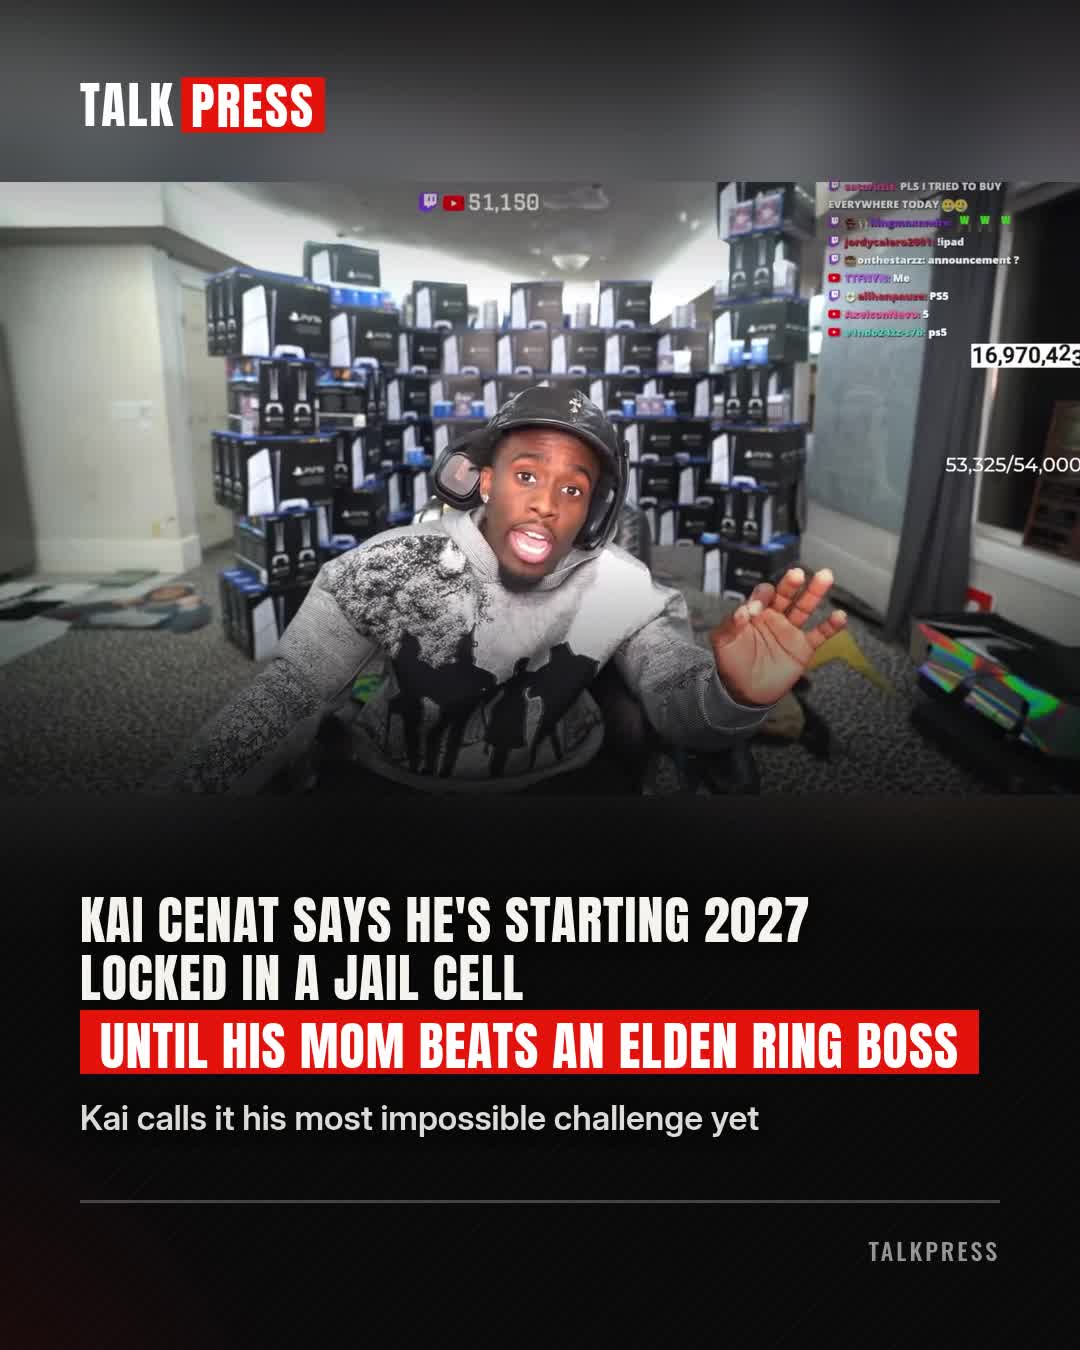 TALK PRESS
51,150
PLS I TRIED TO BUY
EVERYWHERE TODAY
jordycalero2001: !ipad
onthestarzz: announcement ?
Me
PS5
5
ps5
16,970,423
53,325/54,000
KAI CENAT SAYS HE'S STARTING 2027
LOCKED IN A JAIL CELL
UNTIL HIS MOM BEATS AN ELDEN RING BOSS
Kai calls it his most impossible challenge yet
TALKPRESS